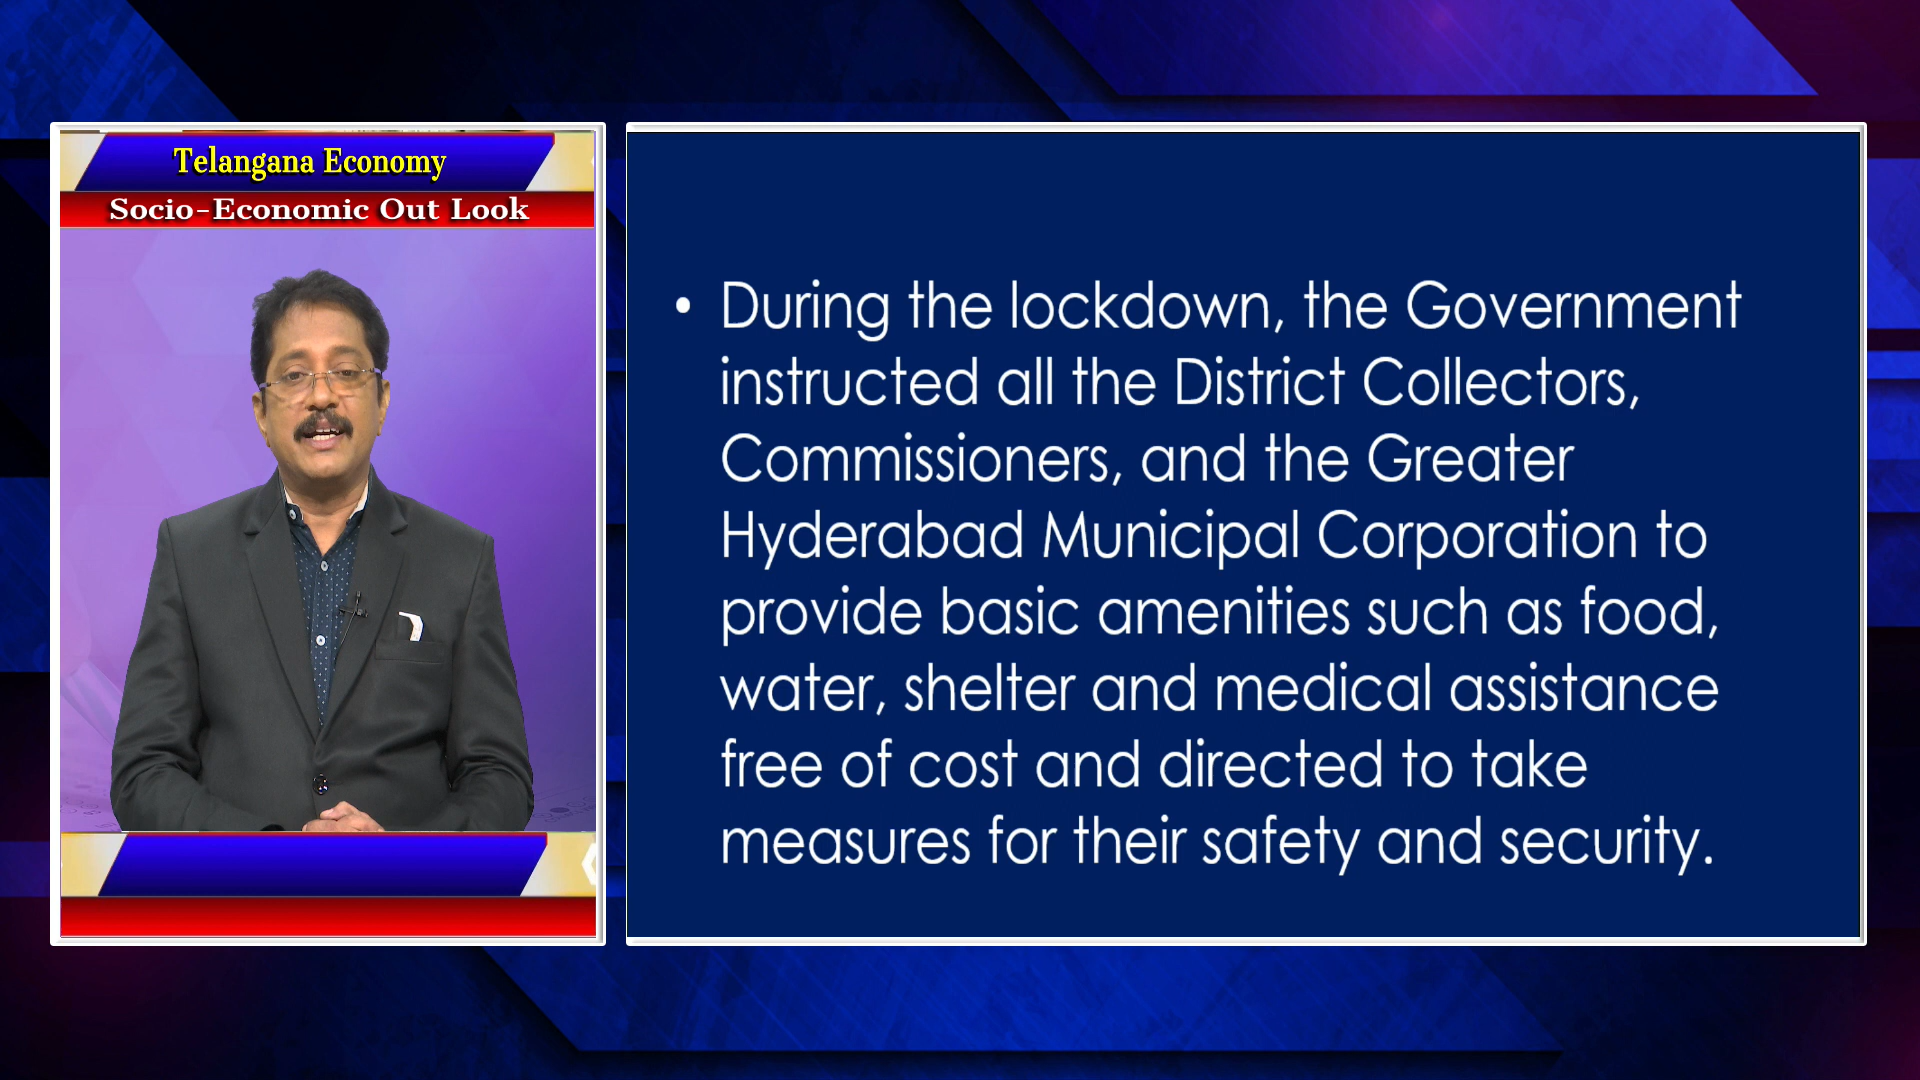 Telangana Economy
Socio-Economic Out Look
• During the lockdown, the Government
instructed all the District Collectors,
Commissioners, and the Greater
Hyderabad Municipal Corporation to
provide basic amenities such as food,
water, shelter and medical assistance
free of cost and directed to take
measures for their safety and security.